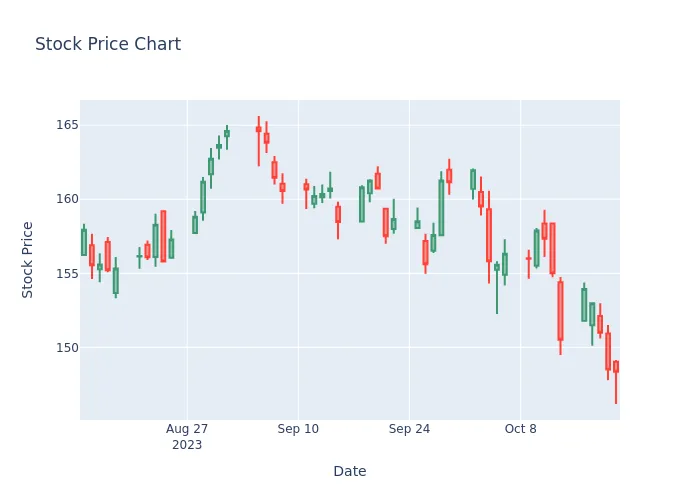 Stock Price Chart
165
160
155
150
Stock Price
Aug 27
2023
Sep 10
Sep 24
Oct 8
Date